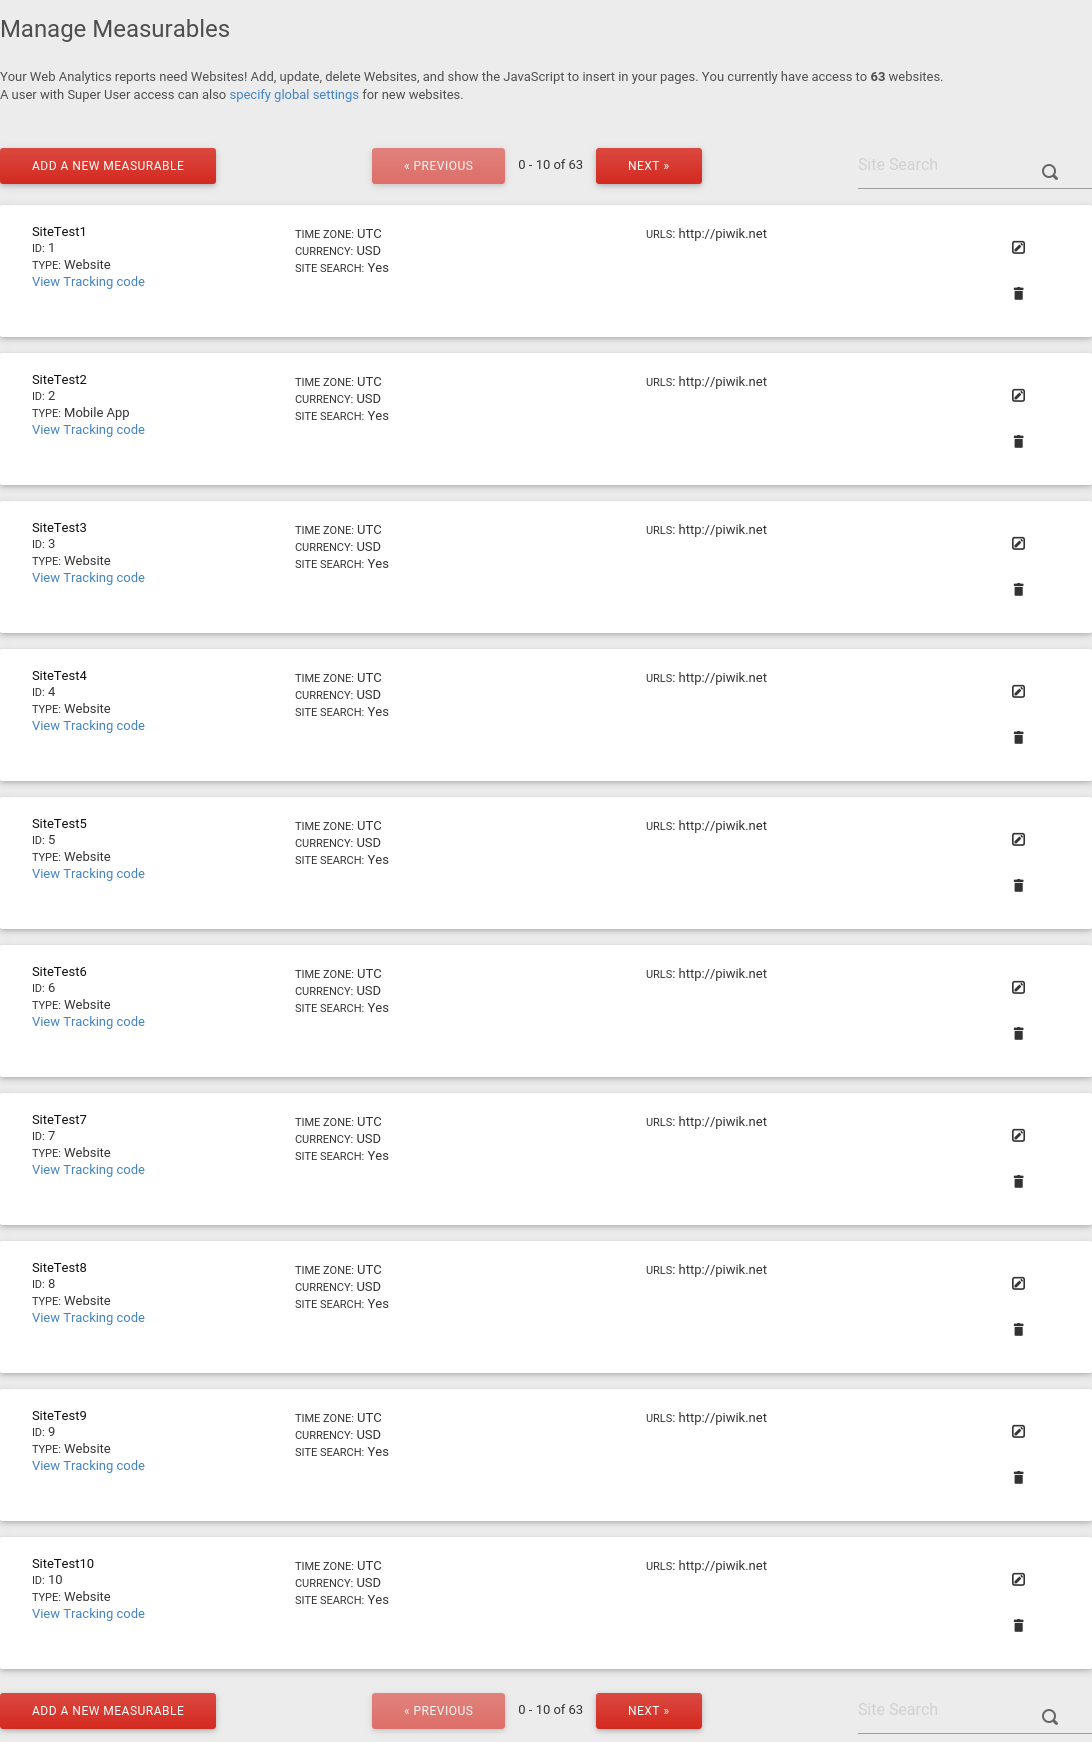 Manage Measurables
Your Web Analytics reports need Websites! Add, update, delete Websites, and show the JavaScript to insert in your pages. You currently have access to 63 websites.
A user with Super User access can also specify global settings for new websites.
ADD A NEW MEASURABLE « PREVIOUS 0 - 10 of 63 NEXT » Site Search
SiteTest1
ID: 1
TYPE: Website
View Tracking code
TIME ZONE: UTC
CURRENCY: USD
SITE SEARCH: Yes
URLS: http://piwik.net
SiteTest2
ID: 2
TYPE: Mobile App
View Tracking code
TIME ZONE: UTC
CURRENCY: USD
SITE SEARCH: Yes
URLS: http://piwik.net
SiteTest3
ID: 3
TYPE: Website
View Tracking code
TIME ZONE: UTC
CURRENCY: USD
SITE SEARCH: Yes
URLS: http://piwik.net
SiteTest4
ID: 4
TYPE: Website
View Tracking code
TIME ZONE: UTC
CURRENCY: USD
SITE SEARCH: Yes
URLS: http://piwik.net
SiteTest5
ID: 5
TYPE: Website
View Tracking code
TIME ZONE: UTC
CURRENCY: USD
SITE SEARCH: Yes
URLS: http://piwik.net
SiteTest6
ID: 6
TYPE: Website
View Tracking code
TIME ZONE: UTC
CURRENCY: USD
SITE SEARCH: Yes
URLS: http://piwik.net
SiteTest7
ID: 7
TYPE: Website
View Tracking code
TIME ZONE: UTC
CURRENCY: USD
SITE SEARCH: Yes
URLS: http://piwik.net
SiteTest8
ID: 8
TYPE: Website
View Tracking code
TIME ZONE: UTC
CURRENCY: USD
SITE SEARCH: Yes
URLS: http://piwik.net
SiteTest9
ID: 9
TYPE: Website
View Tracking code
TIME ZONE: UTC
CURRENCY: USD
SITE SEARCH: Yes
URLS: http://piwik.net
SiteTest10
ID: 10
TYPE: Website
View Tracking code
TIME ZONE: UTC
CURRENCY: USD
SITE SEARCH: Yes
URLS: http://piwik.net
ADD A NEW MEASURABLE « PREVIOUS 0 - 10 of 63 NEXT » Site Search